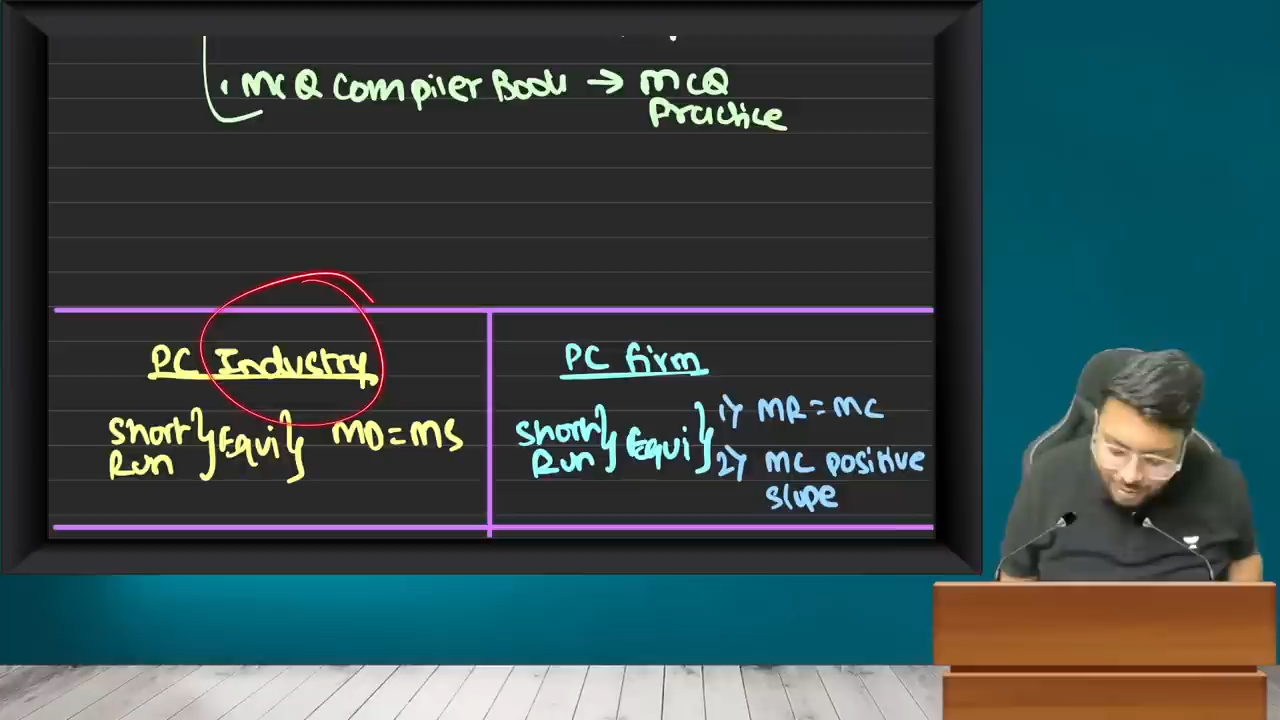 . MCQ Compiler Book → MCQ
Practice
PC Industry
Short Run } Equi } MD = MS
PC firm
Short Run } Equi } 1) MR = MC
2) MC positive
slope